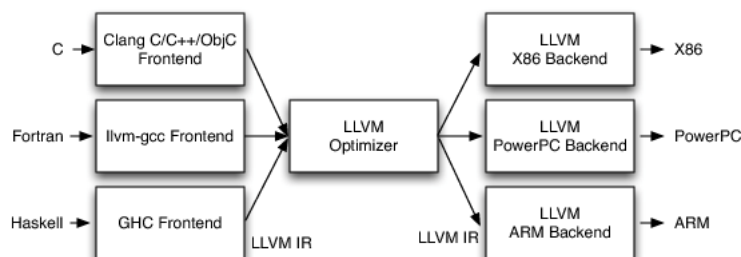 C
Clang C/C++/ObjC
Frontend
LLVM
X86 Backend
X86
Fortran
llvm-gcc Frontend
LLVM
Optimizer
LLVM
PowerPC Backend
PowerPC
Haskell
GHC Frontend
LLVM IR
LLVM IR
LLVM
ARM Backend
ARM